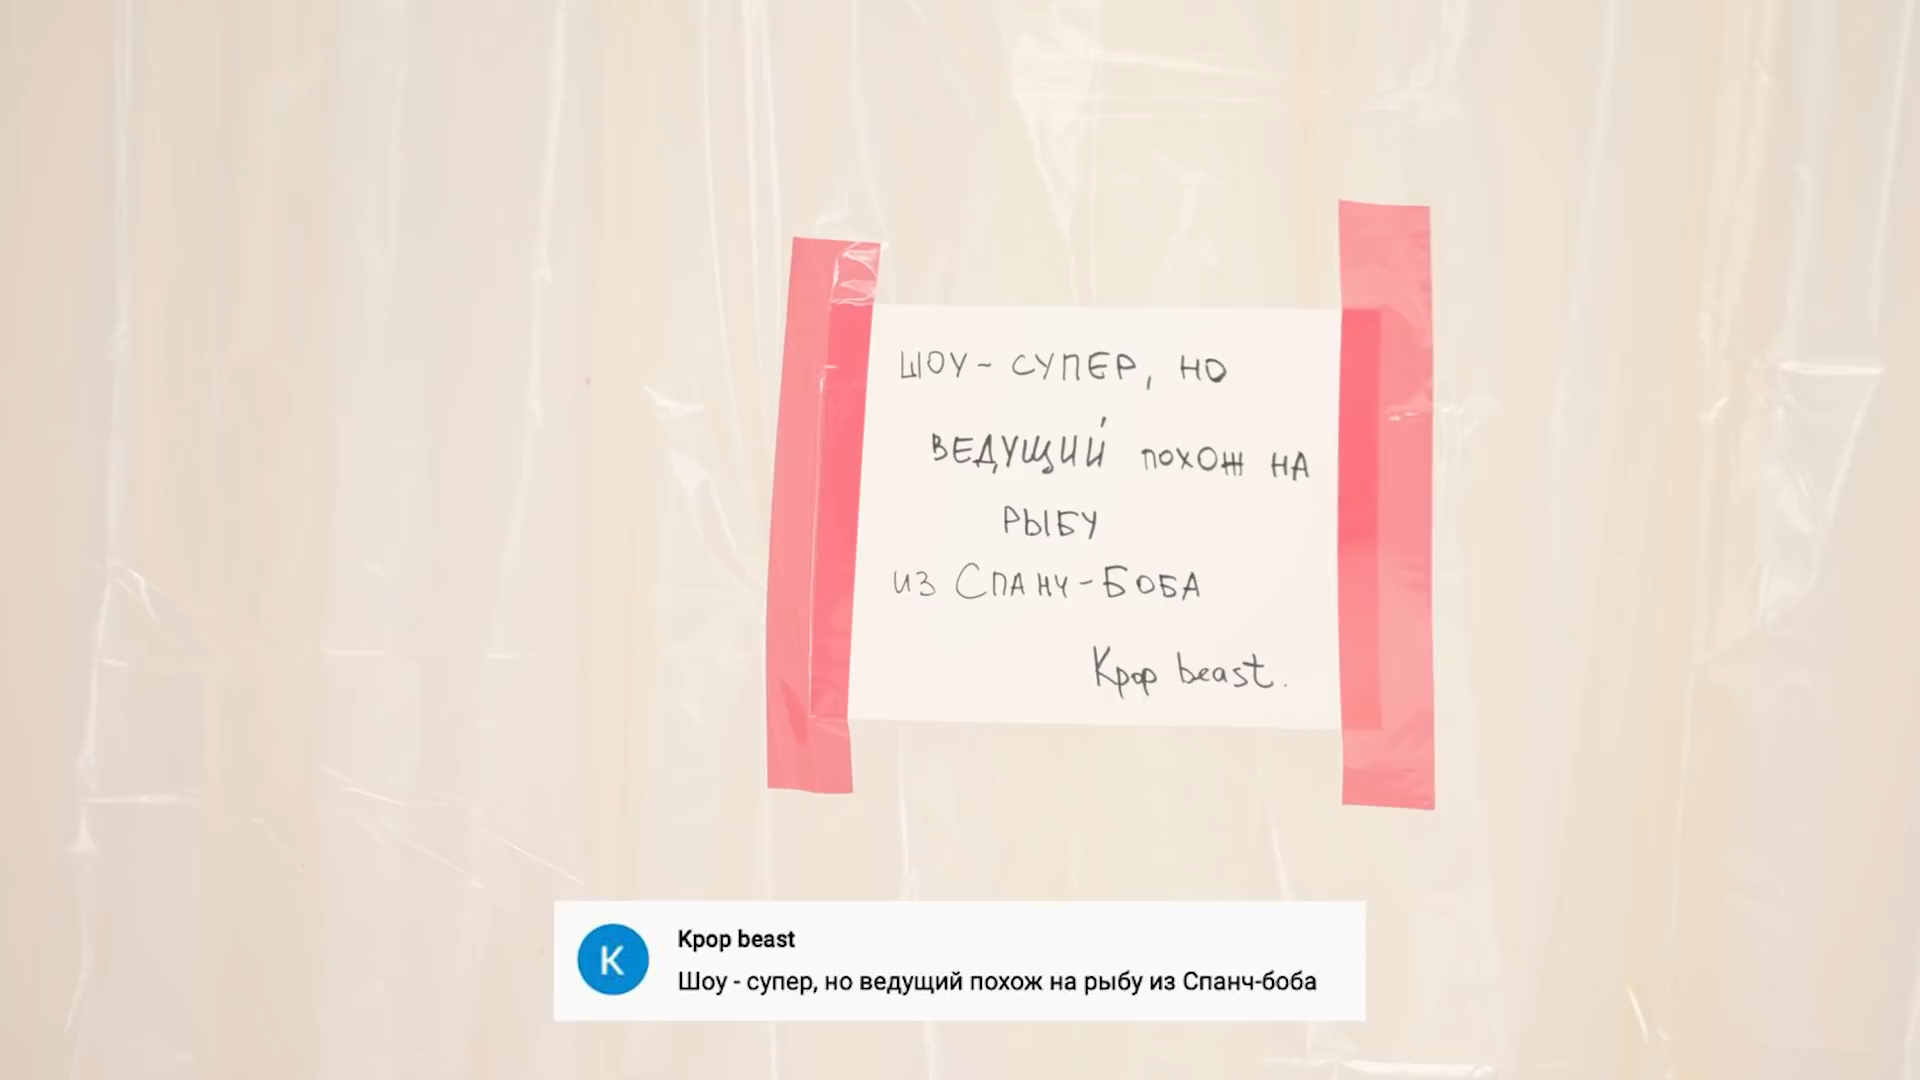 ШОУ - СУПЕР, НО
ВЕДУЩИЙ ПОХОЖ НА
РЫБУ
ИЗ СПАНЧ-БОБА
Kpop beast.
K
Kpop beast
Шоу - супер, но ведущий похож на рыбу из Спанч-боба